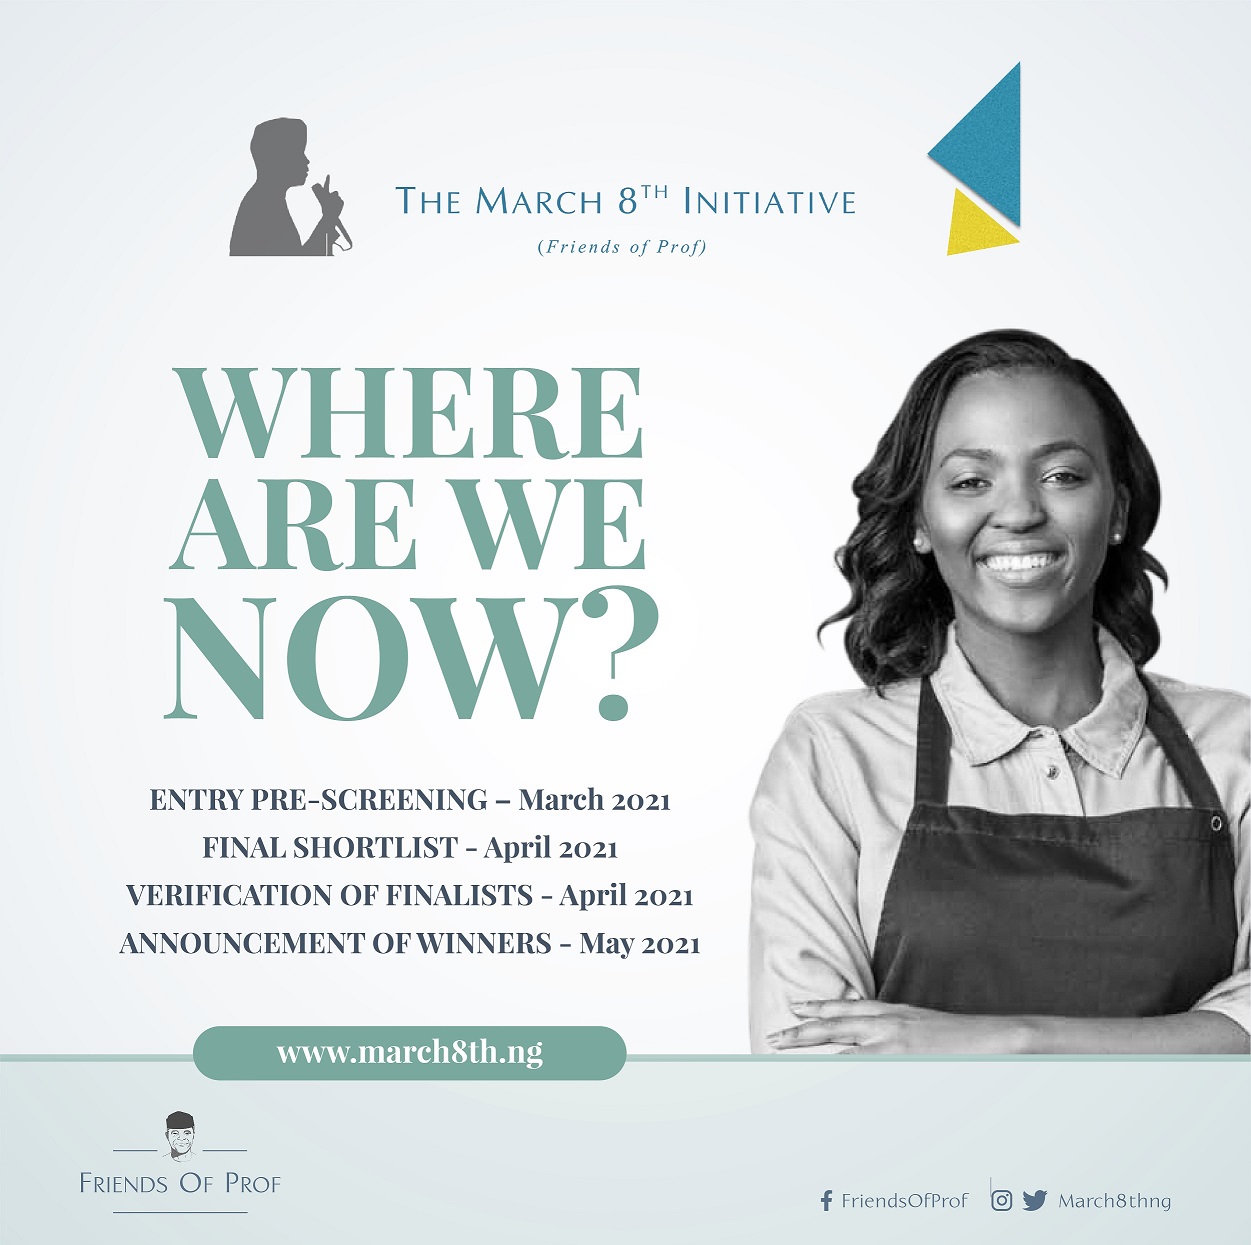 THE MARCH 8TH INITIATIVE
(Friends of Prof)
WHERE
ARE WE
NOW?
ENTRY PRE-SCREENING – March 2021
FINAL SHORTLIST - April 2021
VERIFICATION OF FINALISTS - April 2021
ANNOUNCEMENT OF WINNERS - May 2021
www.march8th.ng
FRIENDS OF PROF
FriendsOfProf March8thng